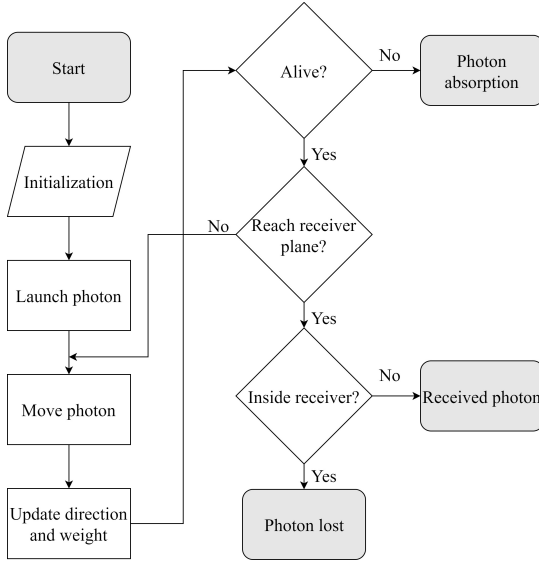 Start
Initialization
Launch photon
Move photon
Update direction
and weight
Alive?
No
Photon
absorption
Yes
Reach receiver
plane?
No
Yes
Inside receiver?
No
Received photon
Yes
Photon lost